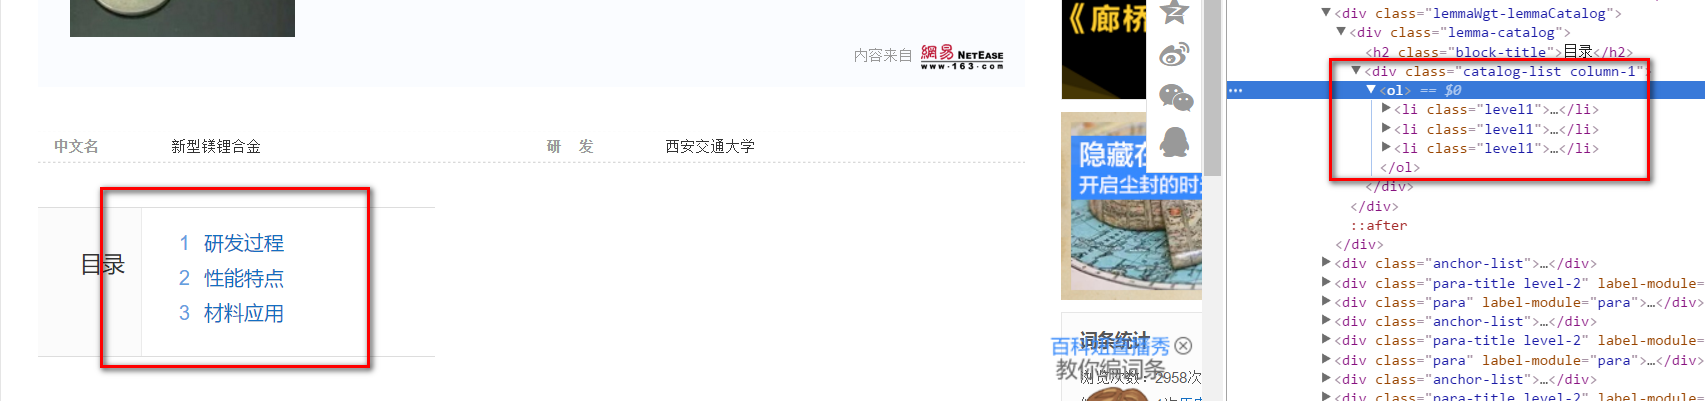 内容来自 網易 NETEASE
www.163.com
中文名 新型镁锂合金 研 发 西安交通大学
目录
1 研发过程
2 性能特点
3 材料应用
《廊桥
隐藏在
开启尘封的时
词条统计
百科短直播秀
教你编词条
浏览次数：2958次
<div class="lemmaWgt-lemmaCatalog">
<div class="lemma-catalog">
<h2 class="block-title">目录</h2>
<div class="catalog-list column-1"
<ol> == $0
<li class="level1">…</li>
<li class="level1">…</li>
<li class="level1">…</li>
</ol>
</div>
</div>
::after
</div>
<div class="anchor-list">…</div>
<div class="para-title level-2" label-module=
<div class="para" label-module="para">…</div>
<div class="anchor-list">…</div>
<div class="para-title level-2" label-module=
<div class="para" label-module="para">…</div>
<div class="anchor-list">…</div>
<div class="para-title level-2" label-module=